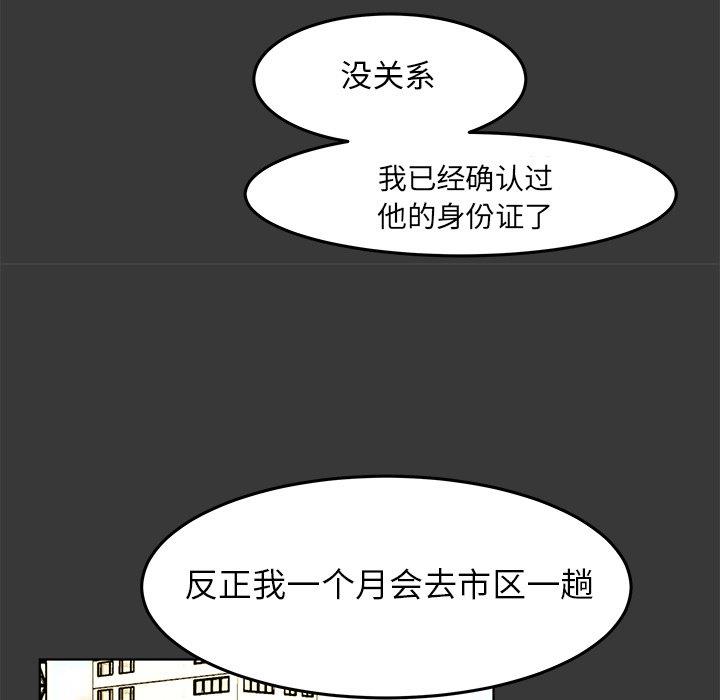 没关系
我已经确认过
他的身份证了
反正我一个月会去市区一趟